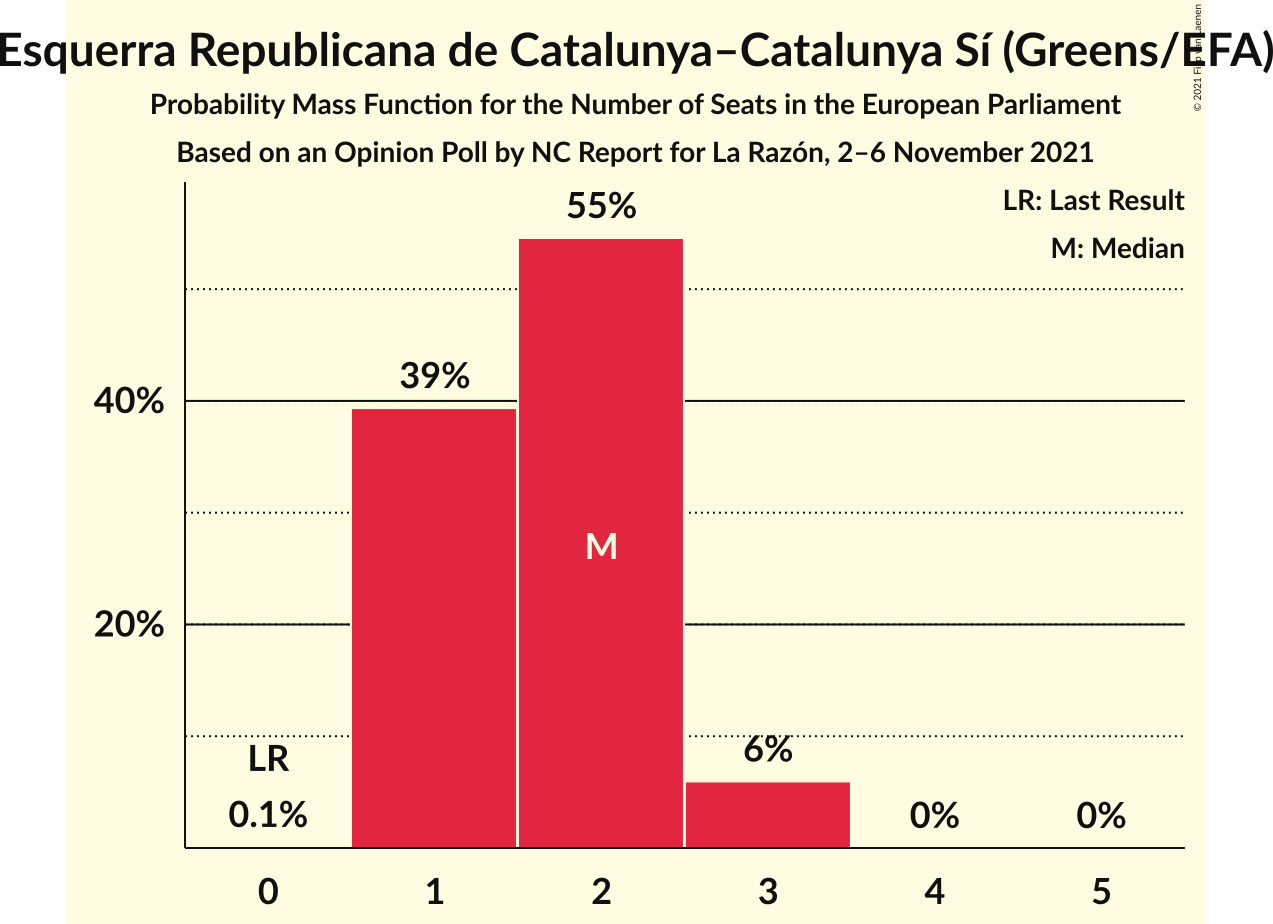 Esquerra Republicana de Catalunya–Catalunya Sí (Greens/EFA)
Probability Mass Function for the Number of Seats in the European Parliament
Based on an Opinion Poll by NC Report for La Razón, 2–6 November 2021
© 2021
LR: Last Result
M: Median
55%
39%
40%
M
20%
LR
6%
0.1%
0%
0%
0
1
2
3
4
5